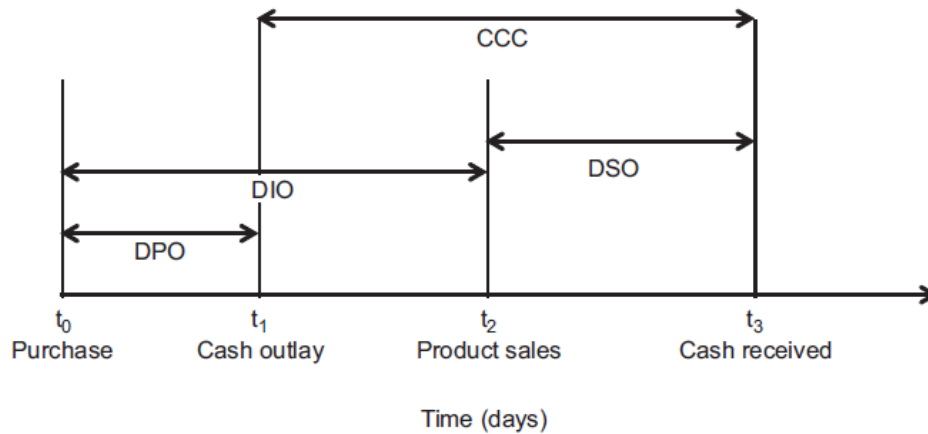 CCC
DSO
DIO
DPO
t₀ t₁ t₂ t₃
Purchase Cash outlay Product sales Cash received
Time (days)